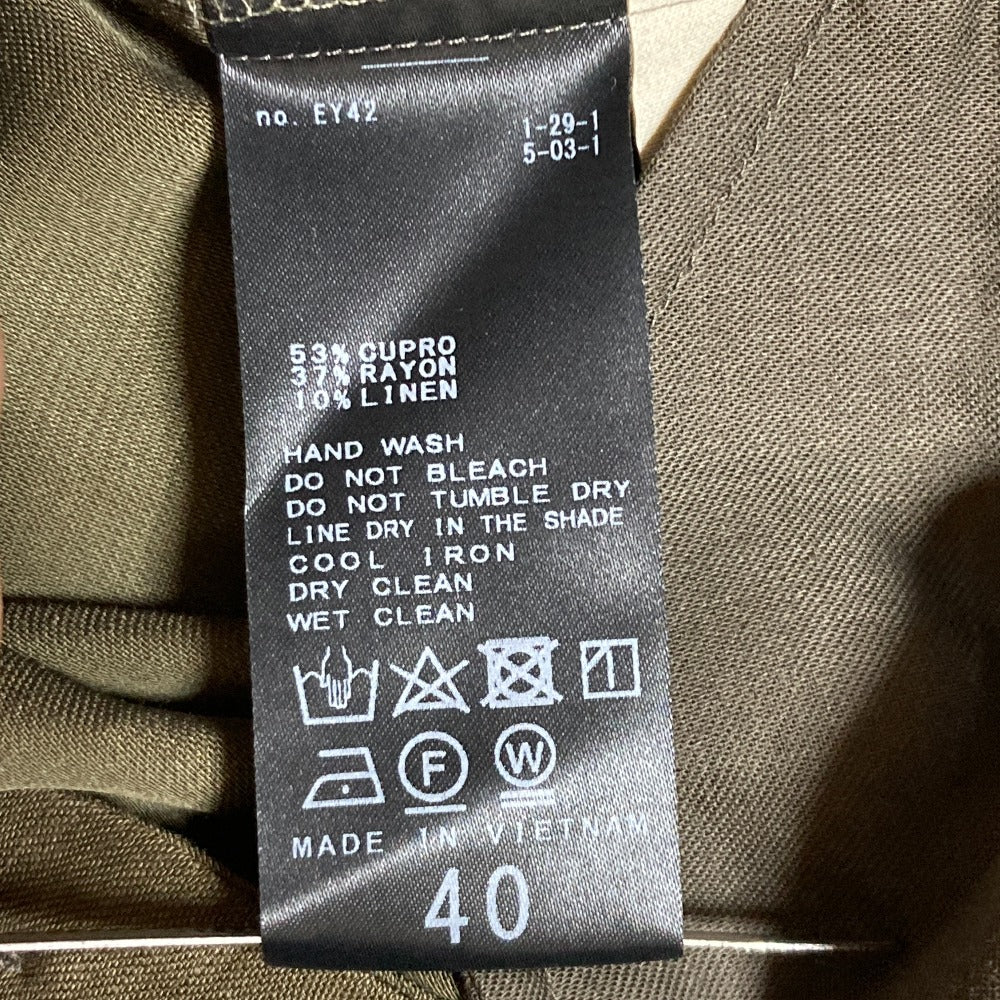 no. EY42
1-29-1
5-03-1
53% CUPRO
37% RAYON
10% LINEN
HAND WASH
DO NOT BLEACH
DO NOT TUMBLE DRY
LINE DRY IN THE SHADE
COOL IRON
DRY CLEAN
WET CLEAN
F W
MADE IN VIETNAM
40